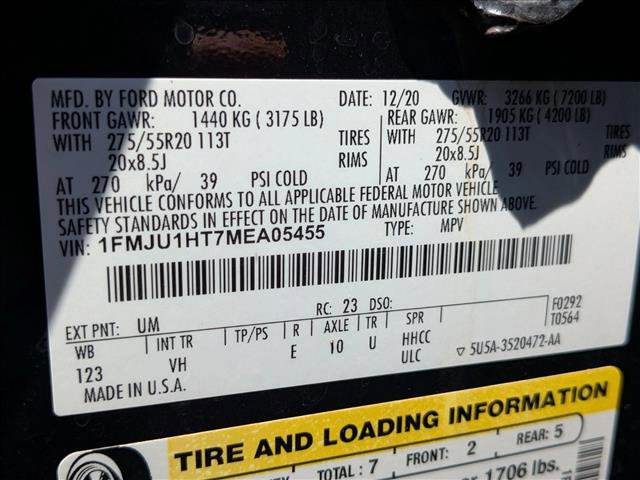 MFD. BY FORD MOTOR CO. DATE: 12/20 GVWR: 3266 KG ( 7200 LB)
FRONT GAWR: 1440 KG ( 3175 LB) REAR GAWR: 1905 KG ( 4200 LB)
WITH 275/55R20 113T TIRES WITH 275/55R20 113T TIRES
20x8.5J RIMS 20x8.5J RIMS
AT 270 kPa/ 39 PSI COLD AT 270 kPa/ 39 PSI COLD
THIS VEHICLE CONFORMS TO ALL APPLICABLE FEDERAL MOTOR VEHICLE
SAFETY STANDARDS IN EFFECT ON THE DATE OF MANUFACTURE SHOWN ABOVE.
VIN: 1FMJU1HT7MEA05455 TYPE: MPV
F0292
T0564
RC: 23 DSO:
EXT PNT: UM
WB INT TR TP/PS R AXLE TR SPR
123 VH E 10 U HHCC
ULC ▽ 5U5A-3520472-AA
MADE IN U.S.A.
TIRE AND LOADING INFORMATION
TOTAL : 7 FRONT: 2 REAR: 5
1706 lbs.